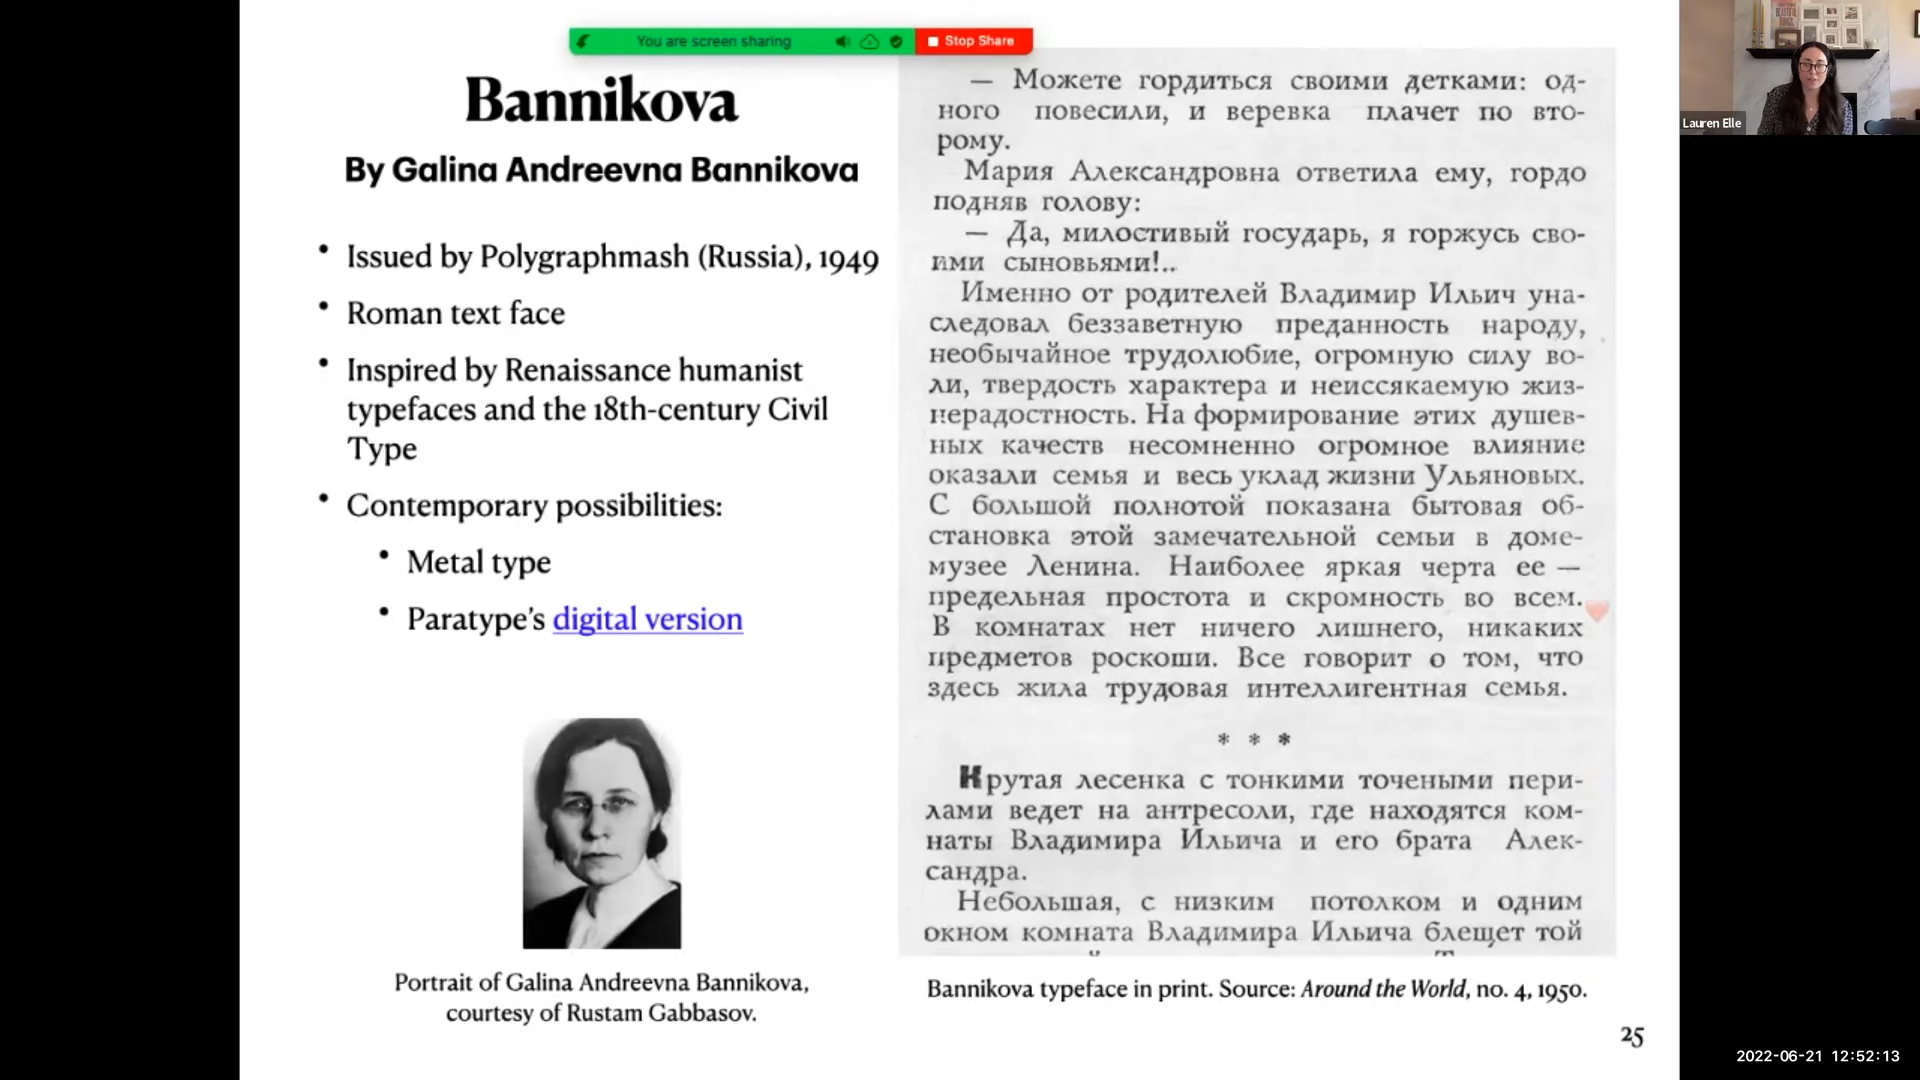 You are screen sharing
Stop Share
Lauren Elle
Bannikova
By Galina Andreevna Bannikova
• Issued by Polygraphmash (Russia), 1949
• Roman text face
• Inspired by Renaissance humanist
typefaces and the 18th-century Civil
Type
• Contemporary possibilities:
• Metal type
• Paratype’s digital version
Portrait of Galina Andreevna Bannikova,
courtesy of Rustam Gabbasov.
— Можете гордиться своими детками: од-
ного повесили, и веревка плачет по вто-
рому.
Мария Александровна ответила ему, гордо
подняв голову:
— Да, милостивый государь, я горжусь сво-
ими сыновьями!..
Именно от родителей Владимир Ильич уна-
следовал беззаветную преданность народу,
необычайное трудолюбие, огромную силу во-
ли, твердость характера и неиссякаемую жиз-
нерадостность. На формирование этих душев-
ных качеств несомненно огромное влияние
оказали семья и весь уклад жизни Ульяновых.
С большой полнотой показана бытовая об-
становка этой замечательной семьи в доме-
музее Ленина. Наиболее яркая черта ее —
предельная простота и скромность во всем.
В комнатах нет ничего лишнего, никаких
предметов роскоши. Все говорит о том, что
здесь жила трудовая интеллигентная семья.
* * *
Крутая лесенка с тонкими точеными пери-
лами ведет на антресоли, где находятся ком-
наты Владимира Ильича и его брата Алек-
сандра.
Небольшая, с низким потолком и одним
окном комната Владимира Ильича блещет той
Bannikova typeface in print. Source: Around the World, no. 4, 1950.
25
2022-06-21 12:52:13